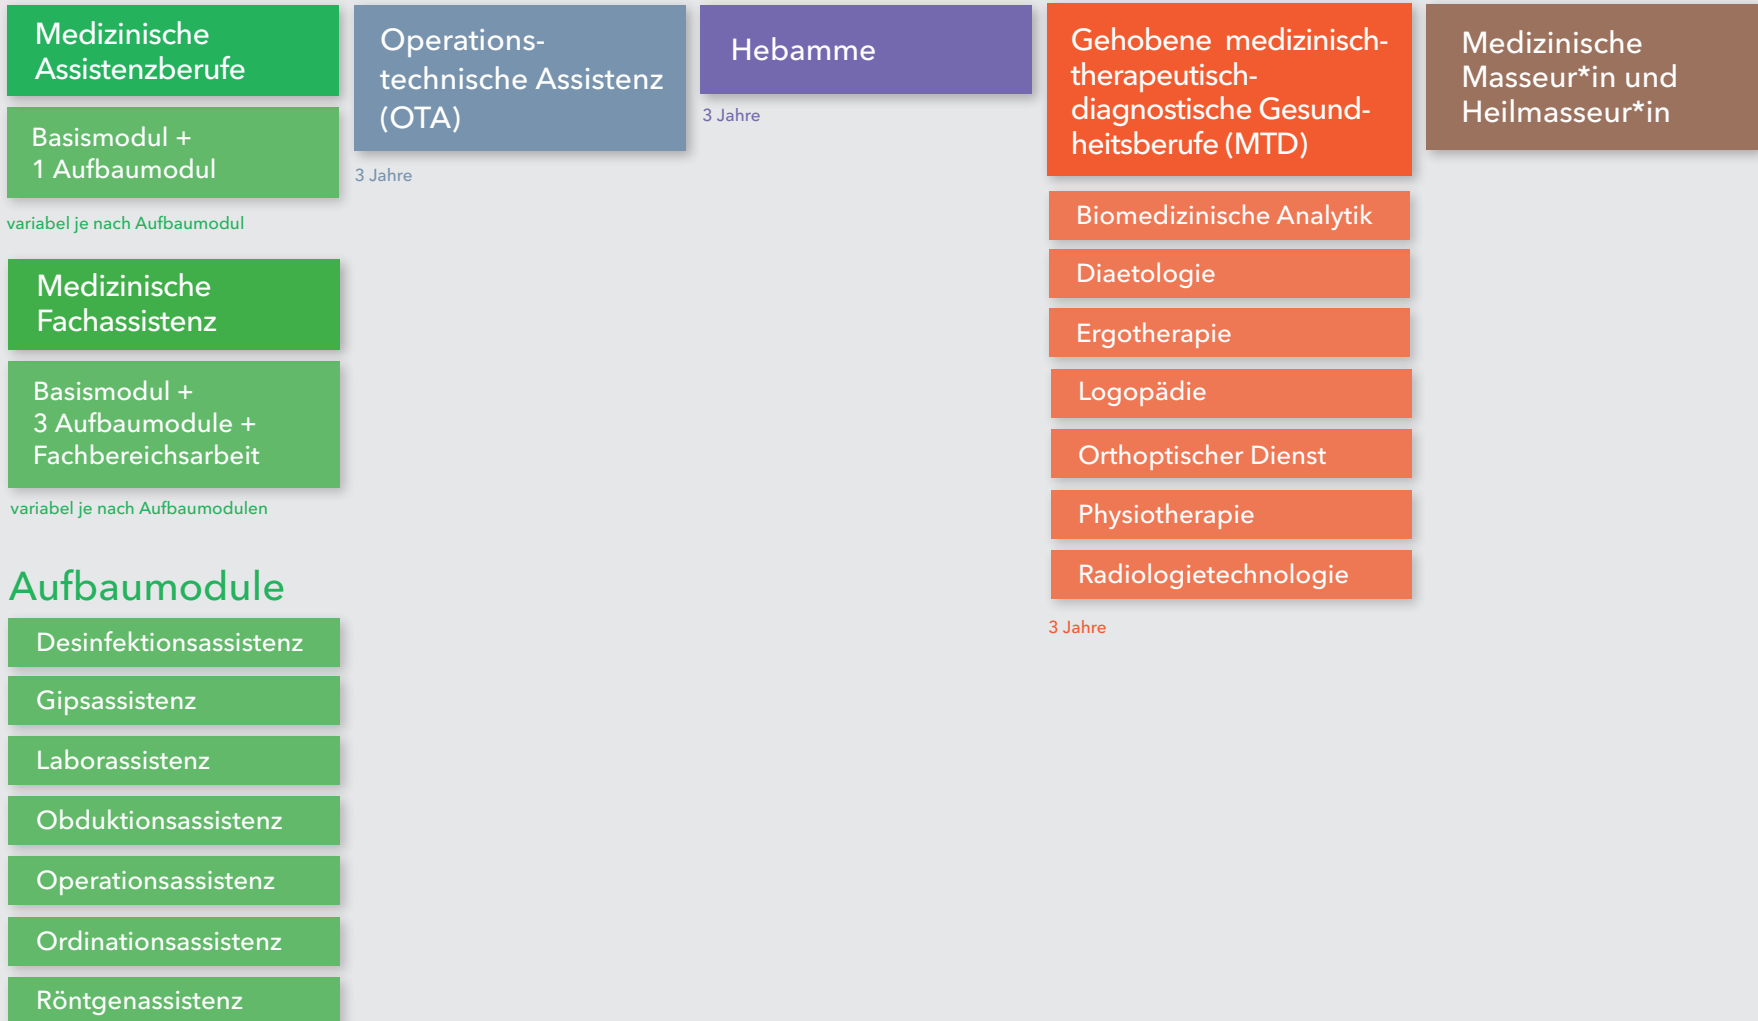 Medizinische
Assistenzberufe
Basismodul +
1 Aufbaumodul
variabel je nach Aufbaumodul
Medizinische
Fachassistenz
Basismodul +
3 Aufbaumodule +
Fachbereichsarbeit
variabel je nach Aufbaumodulen
Aufbaumodule
Desinfektionsassistenz
Gipsassistenz
Laborassistenz
Obduktionsassistenz
Operationsassistenz
Ordinationsassistenz
Röntgenassistenz
Operations-
technische Assistenz
(OTA)
3 Jahre
Hebamme
3 Jahre
Gehobene medizinisch-
therapeutisch-
diagnostische Gesund-
heitsberufe (MTD)
Biomedizinische Analytik
Diaetologie
Ergotherapie
Logopädie
Orthoptischer Dienst
Physiotherapie
Radiologietechnologie
3 Jahre
Medizinische
Masseur*in und
Heilmasseur*in